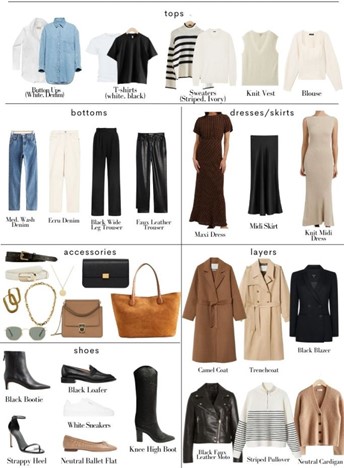 tops
Button Ups
(White, Denim)
T-shirts
(white, black)
Sweaters
(Striped, Ivory)
Knit Vest
Blouse
bottoms
Med. Wash
Denim
Ecru Denim
Black Wide
Leg Trouser
Faux Leather
Trouser
dresses/skirts
Maxi
Dress
Midi Skirt
Knit Midi
Dress
accessories
layers
Camel Coat
Trenchcoat
Black Blazer
shoes
Black Bootie
Black Loafer
White Sneakers
Knee High Boot
Strappy Heel
Neutral Ballet Flat
Black Faux
Leather Moto
Striped Pullover
Neutral Cardigan